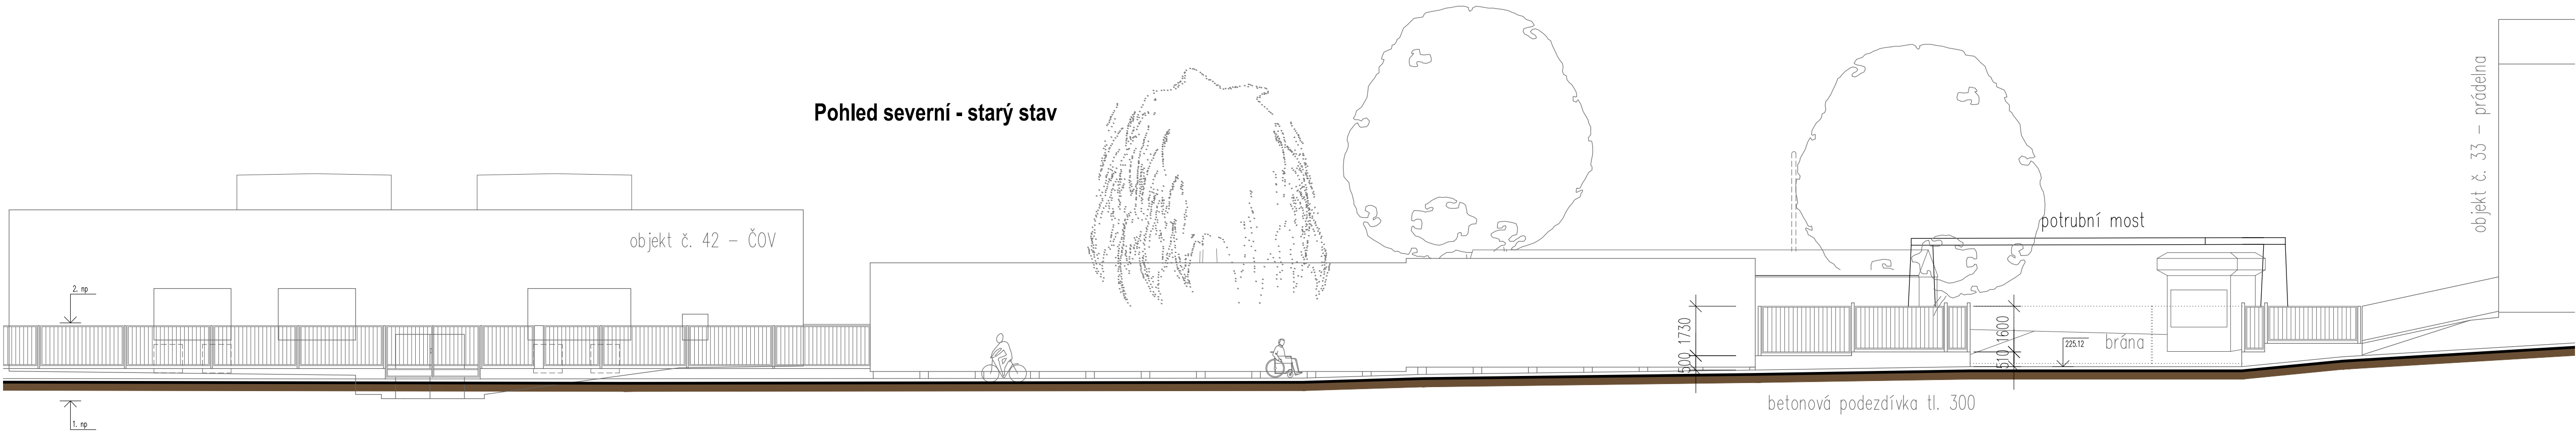 Pohled severní - starý stav
objekt č. 42 – ČOV
2. np
1. np
potrubní most
objekt č. 33 – prádelna
500 1730
510 1600
225.12
brána
betonová podezdívka tl. 300